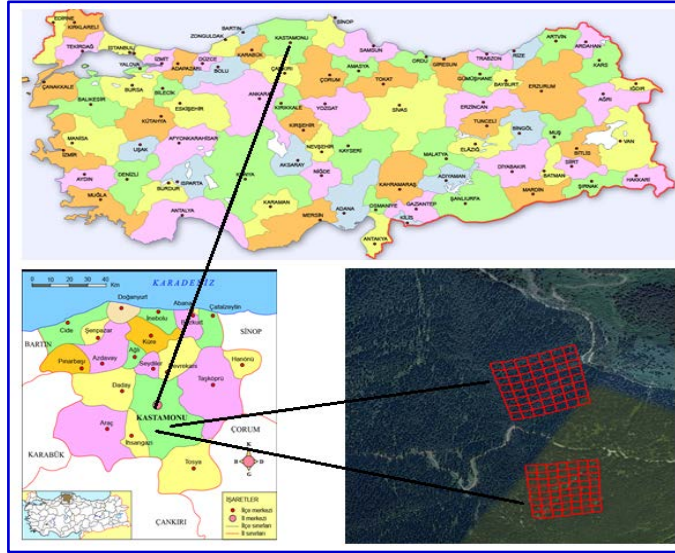 EDİRNE
KIRKLARELİ
TEKİRDAĞ
İSTANBUL
YALOVA
İZMİT
ADAPAZARI
DÜZCE
BOLU
ZONGULDAK
BARTIN
KARABÜK
KASTAMONU
SİNOP
ÇANKIRI
SAMSUN
ORDU
GİRESUN
TRABZON
RİZE
ARTVİN
ARDAHAN
KARS
IĞDIR
ÇANAKKALE
BALIKESİR
BURSA
BİLECİK
ESKİŞEHİR
ANKARA
KIRIKKALE
ÇORUM
AMASYA
TOKAT
YOZGAT
SİVAS
GÜMÜŞHANE
BAYBURT
ERZURUM
ERZİNCAN
AĞRI
MANİSA
KÜTAHYA
AFYONKARAHİSAR
UŞAK
İZMİR
KIRŞEHİR
NEVŞEHİR
KAYSERİ
AKSARAY
TUNCELİ
BİNGÖL
MUŞ
VAN
BİTLİS
ELAZIĞ
MALATYA
AYDIN
DENİZLİ
ISPARTA
BURDUR
KONYA
NİĞDE
ADIYAMAN
DİYABAKIR
BATMAN
SİİRT
ŞIRNAK
HAKKARİ
MUĞLA
ANTALYA
KARAMAN
MERSİN
ADANA
KAHRAMARAŞ
OSMANİYE
GAZİANTEP
KİLİS
ŞANLIURFA
MARDİN
ANTAKYA
0 20 40
Km
KARADENİZ
Doğanyurt
İnebolu
Abana
Çatalzeytin
Cide
Şenpazar
Küre
Bozkurt
BARTIN
SİNOP
Pınarbaşı
Azdavay
Ağlı
Seydiler
Devrekani
Hanönü
Daday
Taşköprü
KASTAMONU
Araç
İhsangazi
ÇORUM
KARABÜK
Tosya
K
B D
G
ÇANKIRI
İŞARETLER
İlçe merkezi
İl merkezi
İlçe sınırları
İl sınırları